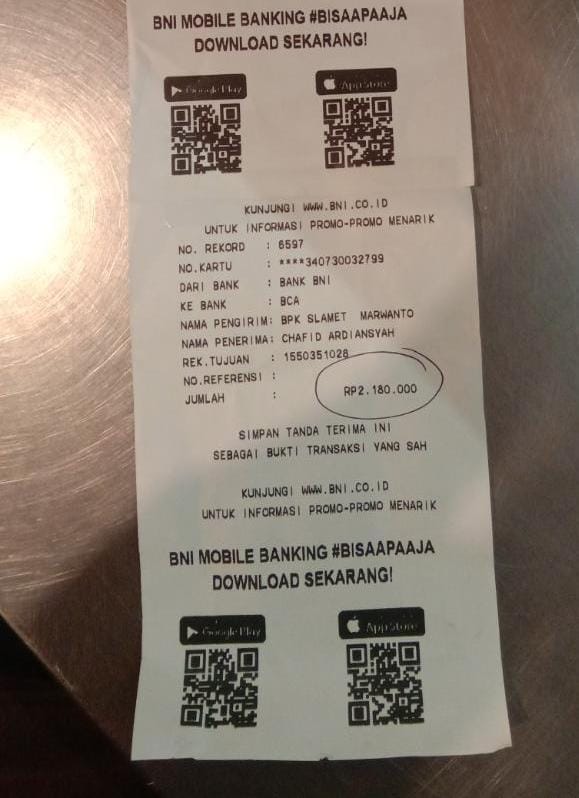 BNI MOBILE BANKING #BISAAPAAJA
DOWNLOAD SEKARANG!
Google Play
App Store
KUNJUNGI WWW.BNI.CO.ID
UNTUK INFORMASI PROMO-PROMO MENARIK
NO. REKORD : 6597
NO.KARTU : ****340730032799
DARI BANK : BANK BNI
KE BANK : BCA
NAMA PENGIRIM: BPK SLAMET MARWANTO
NAMA PENERIMA: CHAFID ARDIANSYAH
REK.TUJUAN : 1550351028
NO.REFERENSI :
JUMLAH : RP2.180.000
SIMPAN TANDA TERIMA INI
SEBAGAI BUKTI TRANSAKSI YANG SAH
KUNJUNGI WWW.BNI.CO.ID
UNTUK INFORMASI PROMO-PROMO MENARIK
BNI MOBILE BANKING #BISAAPAAJA
DOWNLOAD SEKARANG!
Google Play
App Store